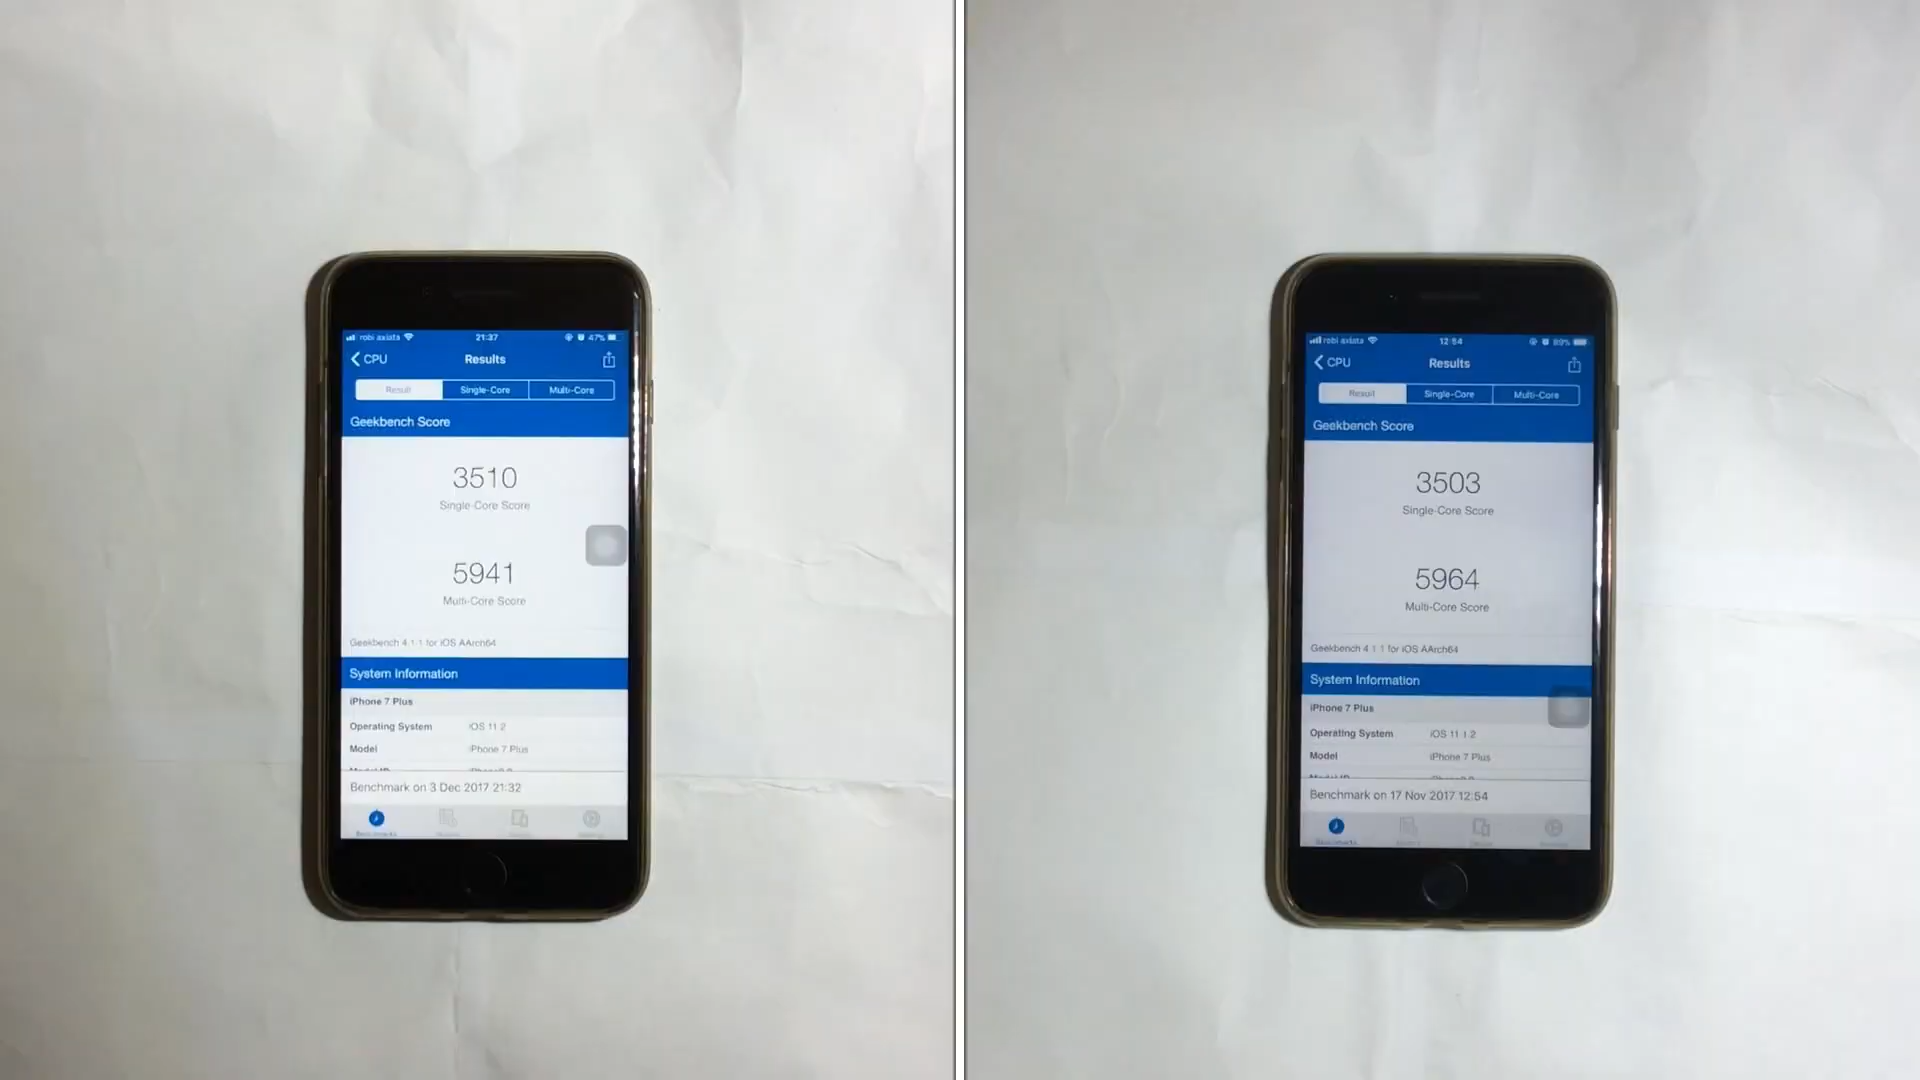 robi axiata 21:37 47%
CPU Results
Result Single-Core Multi-Core
Geekbench Score
3510
Single-Core Score
5941
Multi-Core Score
Geekbench 4.1.1 for iOS AArch64
System Information
iPhone 7 Plus
Operating System iOS 11.2
Model iPhone 7 Plus
Benchmark on 3 Dec 2017 21:32
robi axiata 12:54 89%
CPU Results
Result Single-Core Multi-Core
Geekbench Score
3503
Single-Core Score
5964
Multi-Core Score
Geekbench 4.1.1 for iOS AArch64
System Information
iPhone 7 Plus
Operating System iOS 11.1.2
Model iPhone 7 Plus
Benchmark on 17 Nov 2017 12:54